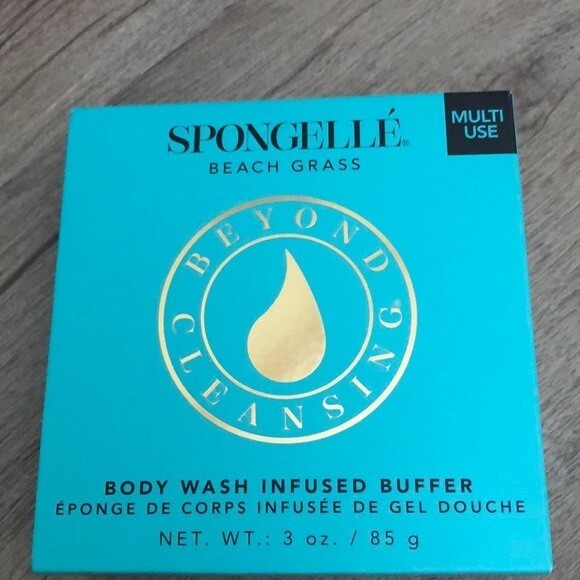 MULTI
USE
SPONGELLÉ®
BEACH GRASS
BEYOND
CLEANSING®
BODY WASH INFUSED BUFFER
ÉPONGE DE CORPS INFUSÉE DE GEL DOUCHE
NET. WT.: 3 oz. / 85 g